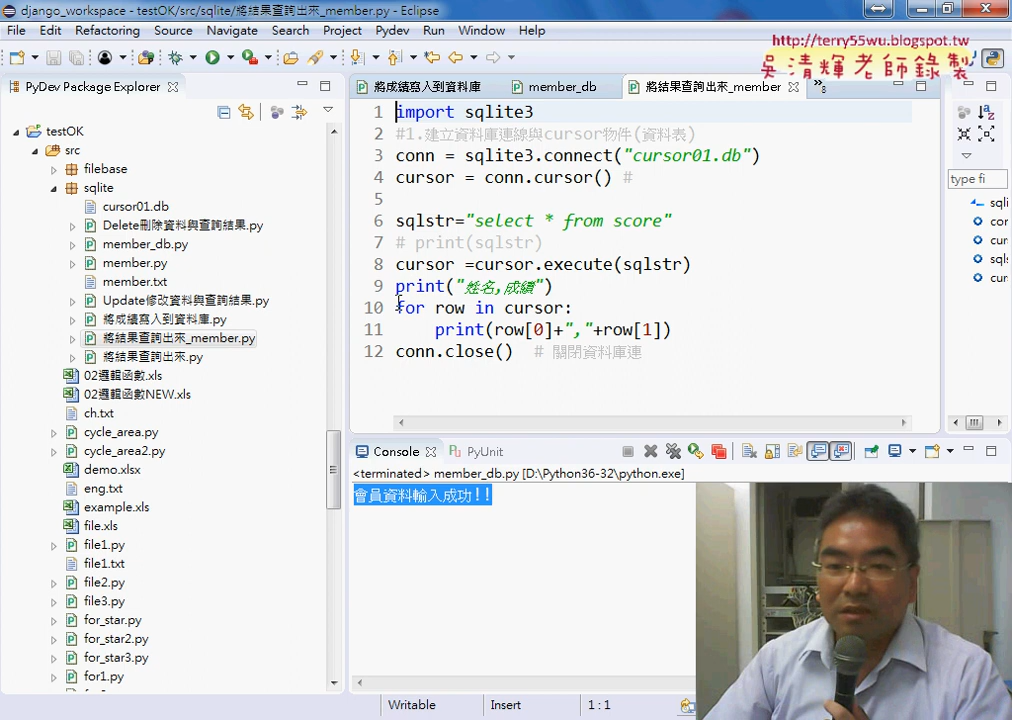 django_workspace - testOK/src/sqlite/將結果查詢出來_member.py - Eclipse
File Edit Refactoring Source Navigate Search Project Pydev Run Window Help
http://terry55wu.blogspot.tw
吳清輝老師錄製
PyDev Package Explorer
testOK
src
filebase
sqlite
cursor01.db
Delete刪除資料與查詢結果.py
member_db.py
member.py
member.txt
Update修改資料與查詢結果.py
將成績寫入到資料庫.py
將結果查詢出來_member.py
將結果查詢出來.py
02邏輯函數.xls
02邏輯函數NEW.xls
ch.txt
cycle_area.py
cycle_area2.py
demo.xlsx
eng.txt
example.xls
file.xls
file1.py
file1.txt
file2.py
file3.py
for_star.py
for_star2.py
for_star3.py
for1.py
將成績寫入到資料庫 member_db 將結果查詢出來_member »8
1 import sqlite3
2 #1.建立資料庫連線與cursor物件(資料表)
3 conn = sqlite3.connect("cursor01.db")
4 cursor = conn.cursor() #
5
6 sqlstr="select * from score"
7 # print(sqlstr)
8 cursor =cursor.execute(sqlstr)
9 print("姓名,成績")
10 for row in cursor:
11 print(row[0]+","+row[1])
12 conn.close() # 關閉資料庫連
type fi
sqli
cor
cur
sqls
cur
Console PyUnit
<terminated> member_db.py [D:\Python36-32\python.exe]
會員資料輸入成功!!
Writable Insert 1 : 1